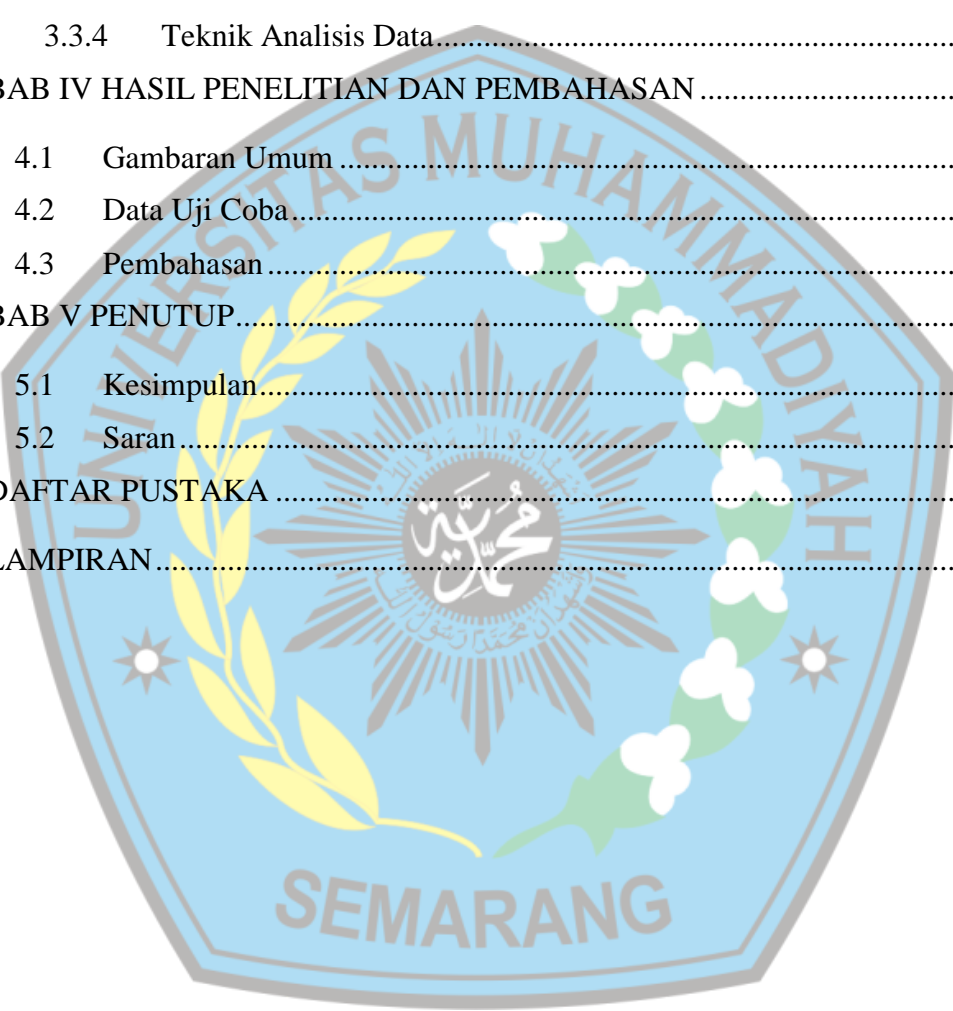 3.3.4 Teknik Analisis Data........................................................
BAB IV HASIL PENELITIAN DAN PEMBAHASAN...........................
4.1 Gambaran Umum....................................................................
4.2 Data Uji Coba..........................................................................
4.3 Pembahasan.............................................................................
BAB V PENUTUP................................................................................
5.1 Kesimpulan..............................................................................
5.2 Saran........................................................................................
DAFTAR PUSTAKA...........................................................................
LAMPIRAN.........................................................................................
UNIVERSITAS MUHAMMADIYAH
محمدية
SEMARANG